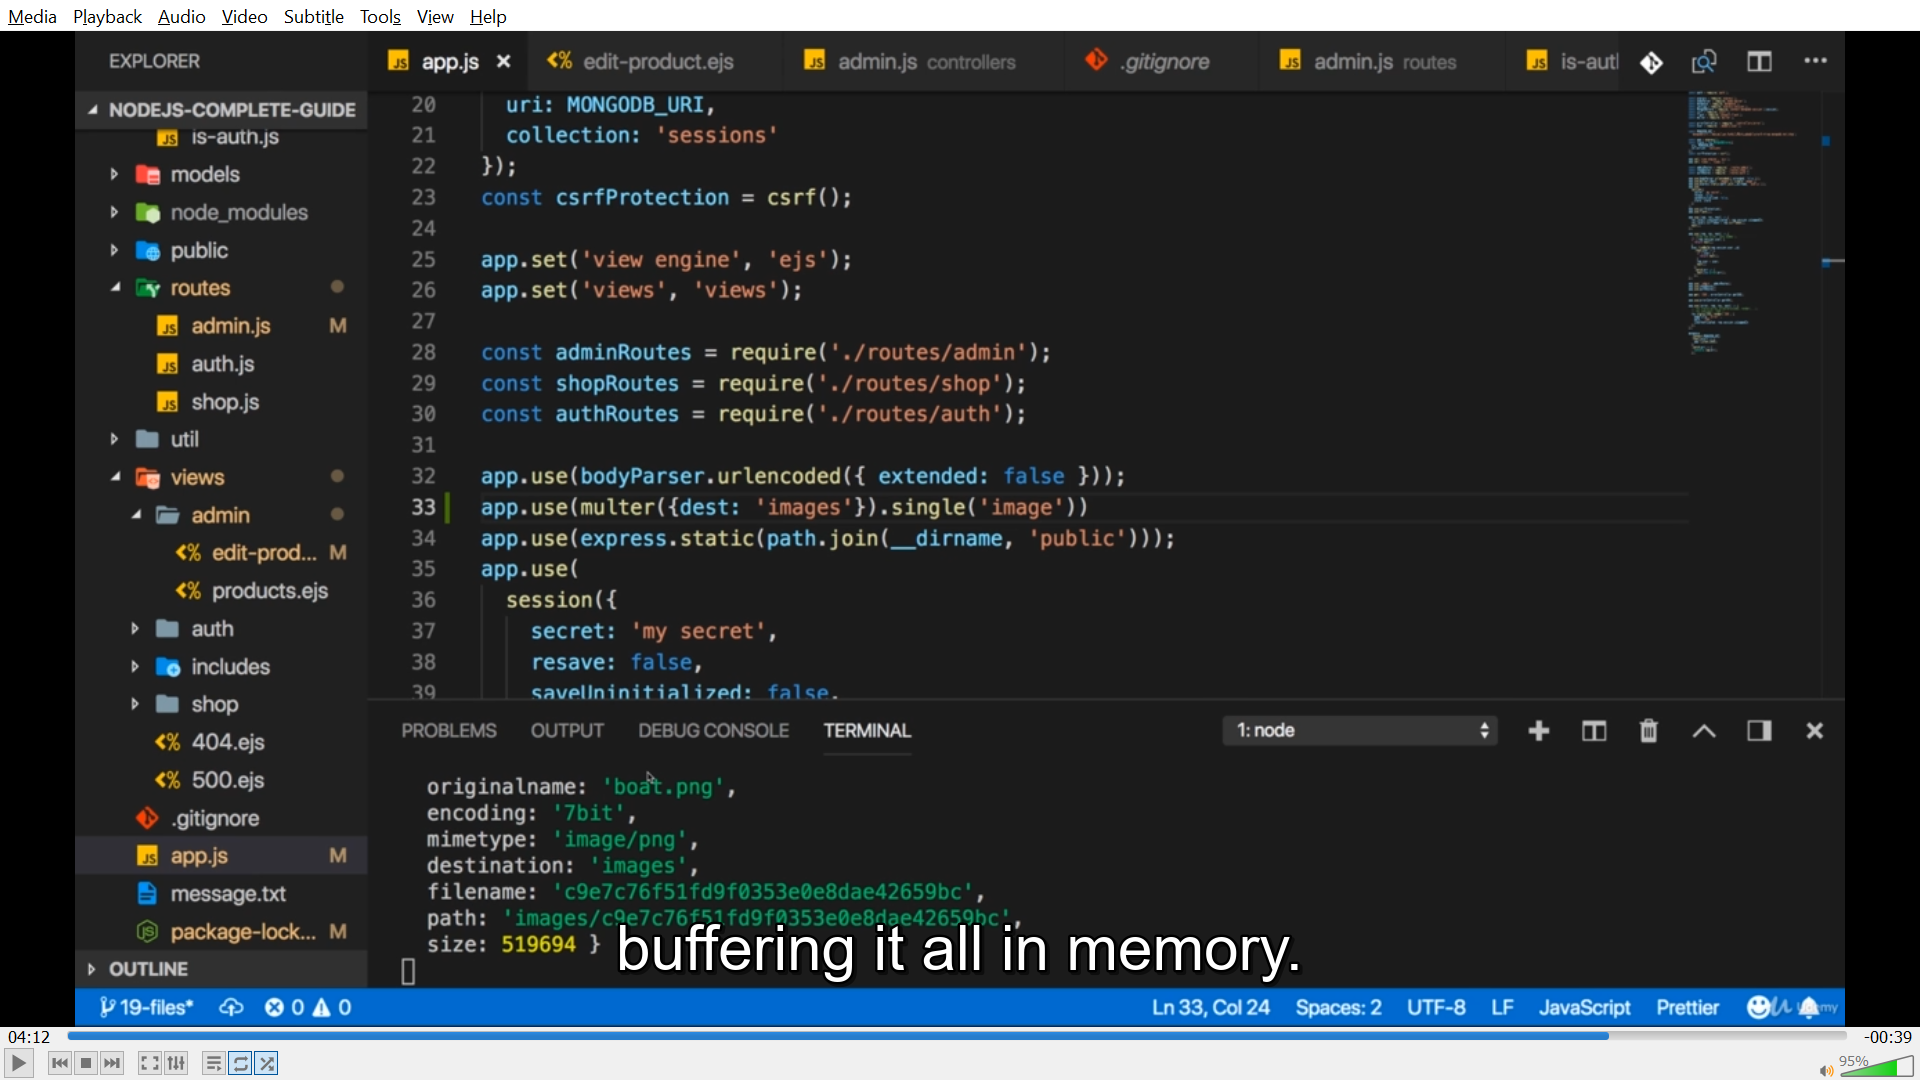 Media Playback Audio Video Subtitle Tools View Help
EXPLORER
app.js
edit-product.ejs
admin.js controllers
.gitignore
admin.js routes
is-aut
NODEJS-COMPLETE-GUIDE
is-auth.js
models
node_modules
public
routes
admin.js M
auth.js
shop.js
util
views
admin
edit-prod... M
products.ejs
auth
includes
shop
404.ejs
500.ejs
.gitignore
app.js M
message.txt
package-lock... M
OUTLINE
20 uri: MONGODB_URI,
21 collection: 'sessions'
22 });
23 const csrfProtection = csrf();
24
25 app.set('view engine', 'ejs');
26 app.set('views', 'views');
27
28 const adminRoutes = require('./routes/admin');
29 const shopRoutes = require('./routes/shop');
30 const authRoutes = require('./routes/auth');
31
32 app.use(bodyParser.urlencoded({ extended: false }));
33 app.use(multer({dest: 'images'}).single('image'))
34 app.use(express.static(path.join(__dirname, 'public')));
35 app.use(
36 session({
37 secret: 'my secret',
38 resave: false,
39 saveUninitialized: false,
PROBLEMS OUTPUT DEBUG CONSOLE TERMINAL
1: node
originalname: 'boat.png',
encoding: '7bit',
mimetype: 'image/png',
destination: 'images',
filename: 'c9e7c76f51fd9f0353e0e8dae42659bc',
path: 'images/c9e7c76f51fd9f0353e0e8dae42659bc',
size: 519694 }
buffering it all in memory.
19-files* 0 0
Ln 33, Col 24 Spaces: 2 UTF-8 LF JavaScript Prettier
04:12
-00:39
95%